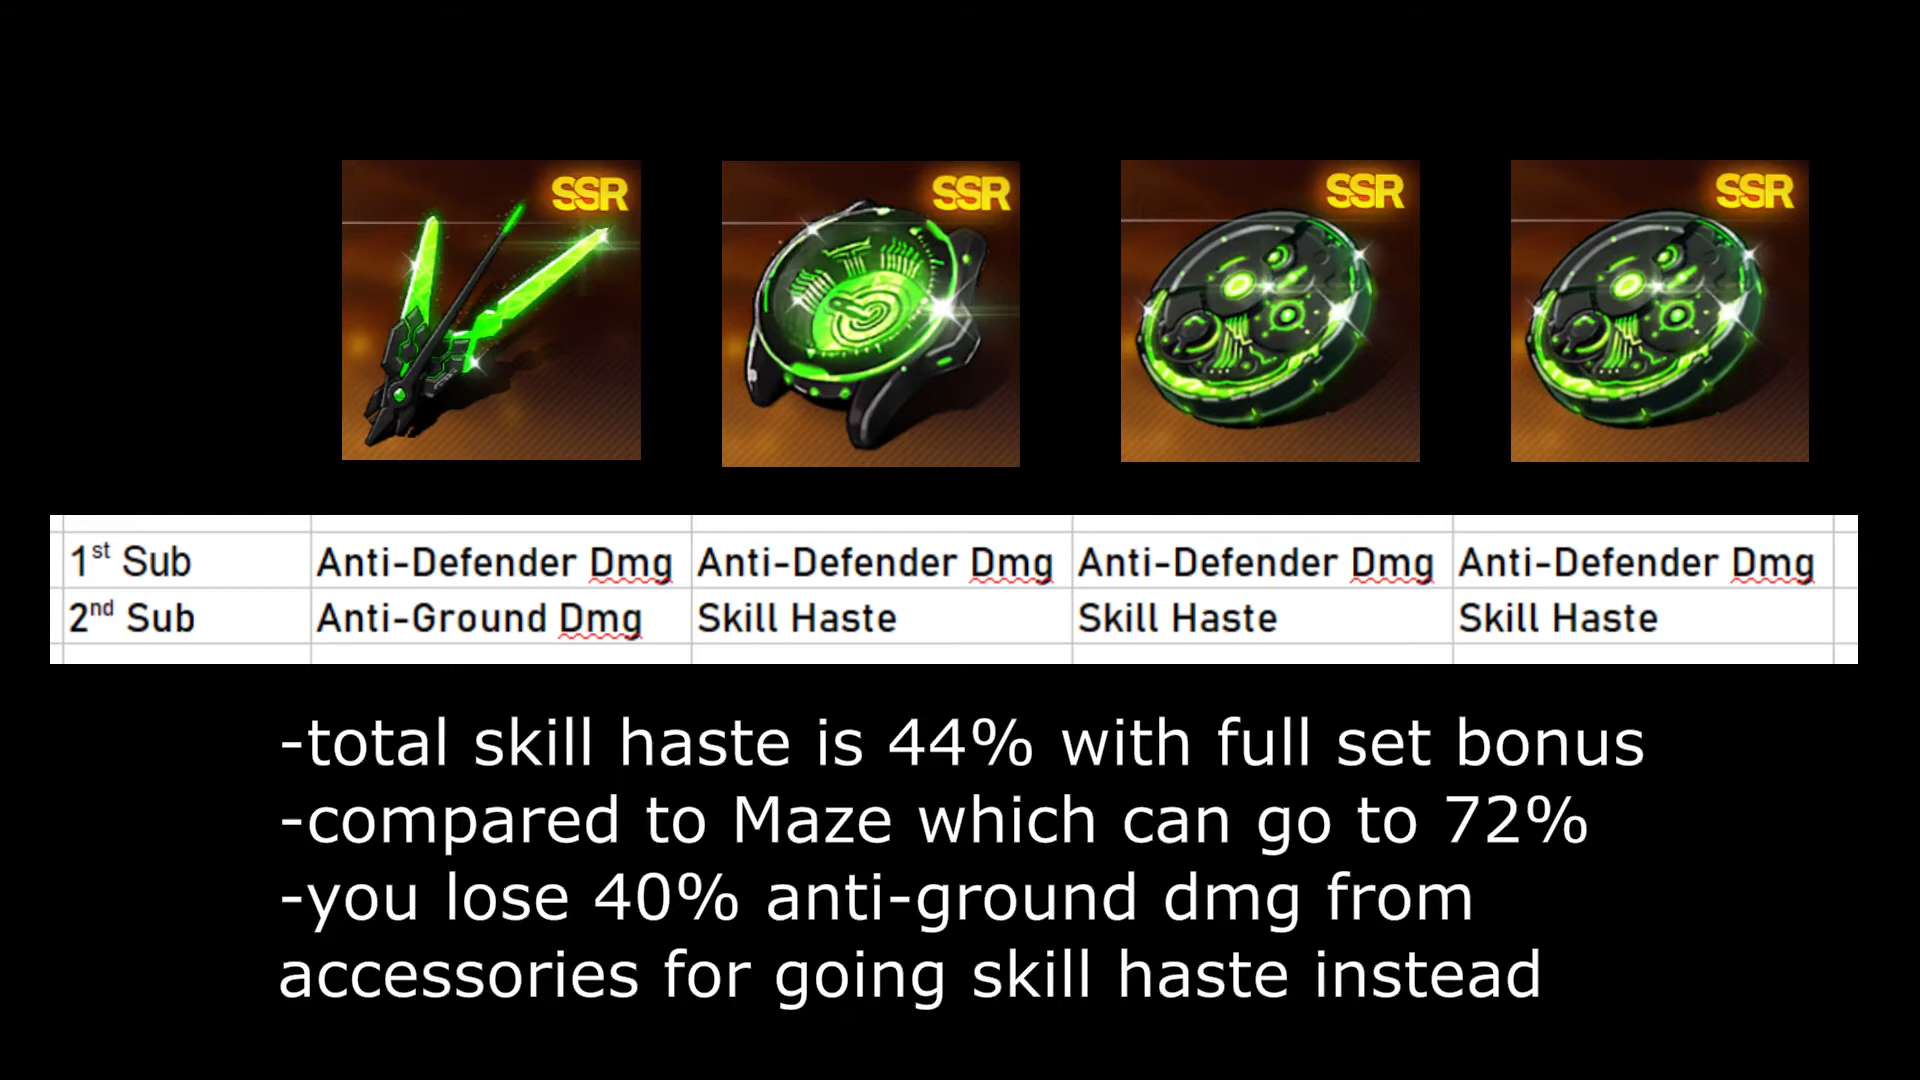 SSR SSR SSR SSR
1st Sub Anti-Defender Dmg Anti-Defender Dmg Anti-Defender Dmg Anti-Defender Dmg
2nd Sub Anti-Ground Dmg Skill Haste Skill Haste Skill Haste
-total skill haste is 44% with full set bonus
-compared to Maze which can go to 72%
-you lose 40% anti-ground dmg from
accessories for going skill haste instead